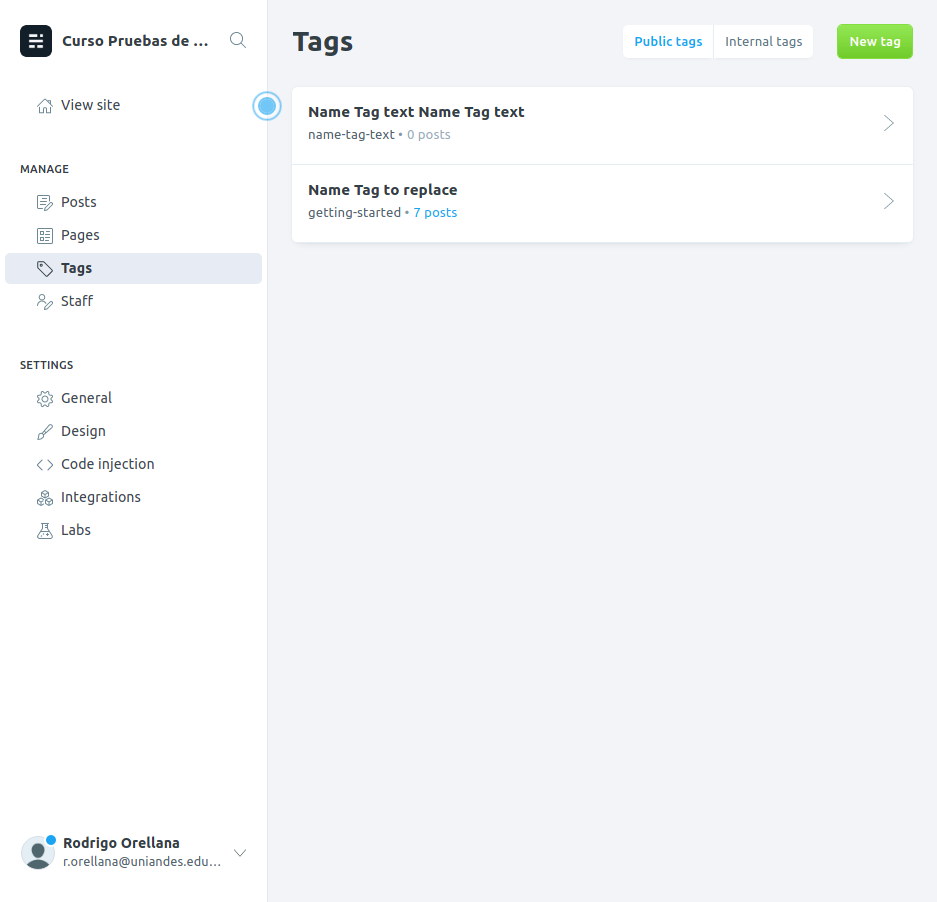 Curso Pruebas de ...
View site
MANAGE
Posts
Pages
Tags
Staff
SETTINGS
General
Design
Code injection
Integrations
Labs
Rodrigo Orellana
r.orellana@uniandes.edu...
Tags
Public tags
Internal tags
New tag
Name Tag text Name Tag text
name-tag-text • 0 posts
Name Tag to replace
getting-started • 7 posts